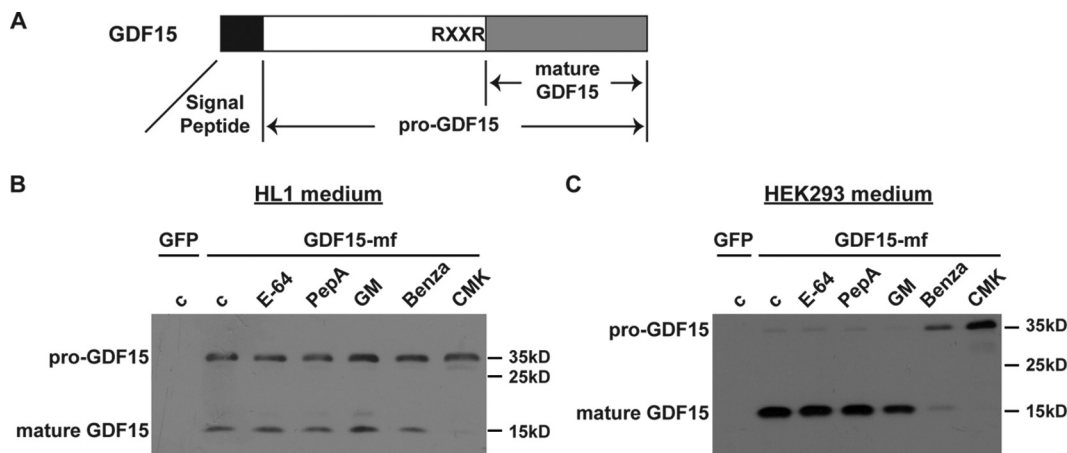 A
GDF15
RXXR
mature
GDF15
Signal
Peptide
pro-GDF15
B
HL1 medium
GFP
GDF15-mf
c
c
E-64
PepA
GM
Benza
CMK
pro-GDF15
35kD
25kD
mature GDF15
15kD
C
HEK293 medium
GFP
GDF15-mf
c
c
E-64
PepA
GM
Benza
CMK
pro-GDF15
35kD
25kD
mature GDF15
15kD